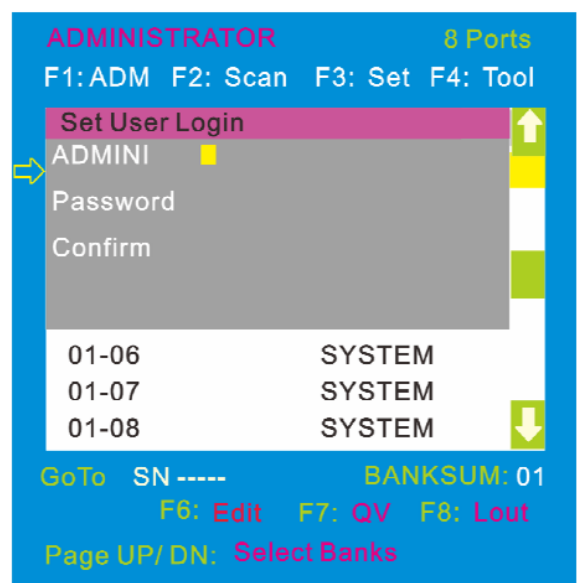 ADMINISTRATOR 8 Ports
F1: ADM F2: Scan F3: Set F4: Tool
Set User Login
ADMINI
Password
Confirm
01-06 SYSTEM
01-07 SYSTEM
01-08 SYSTEM
GoTo SN ----- BANKSUM: 01
F6: Edit F7: QV F8: Lout
Page UP/ DN: Select Banks